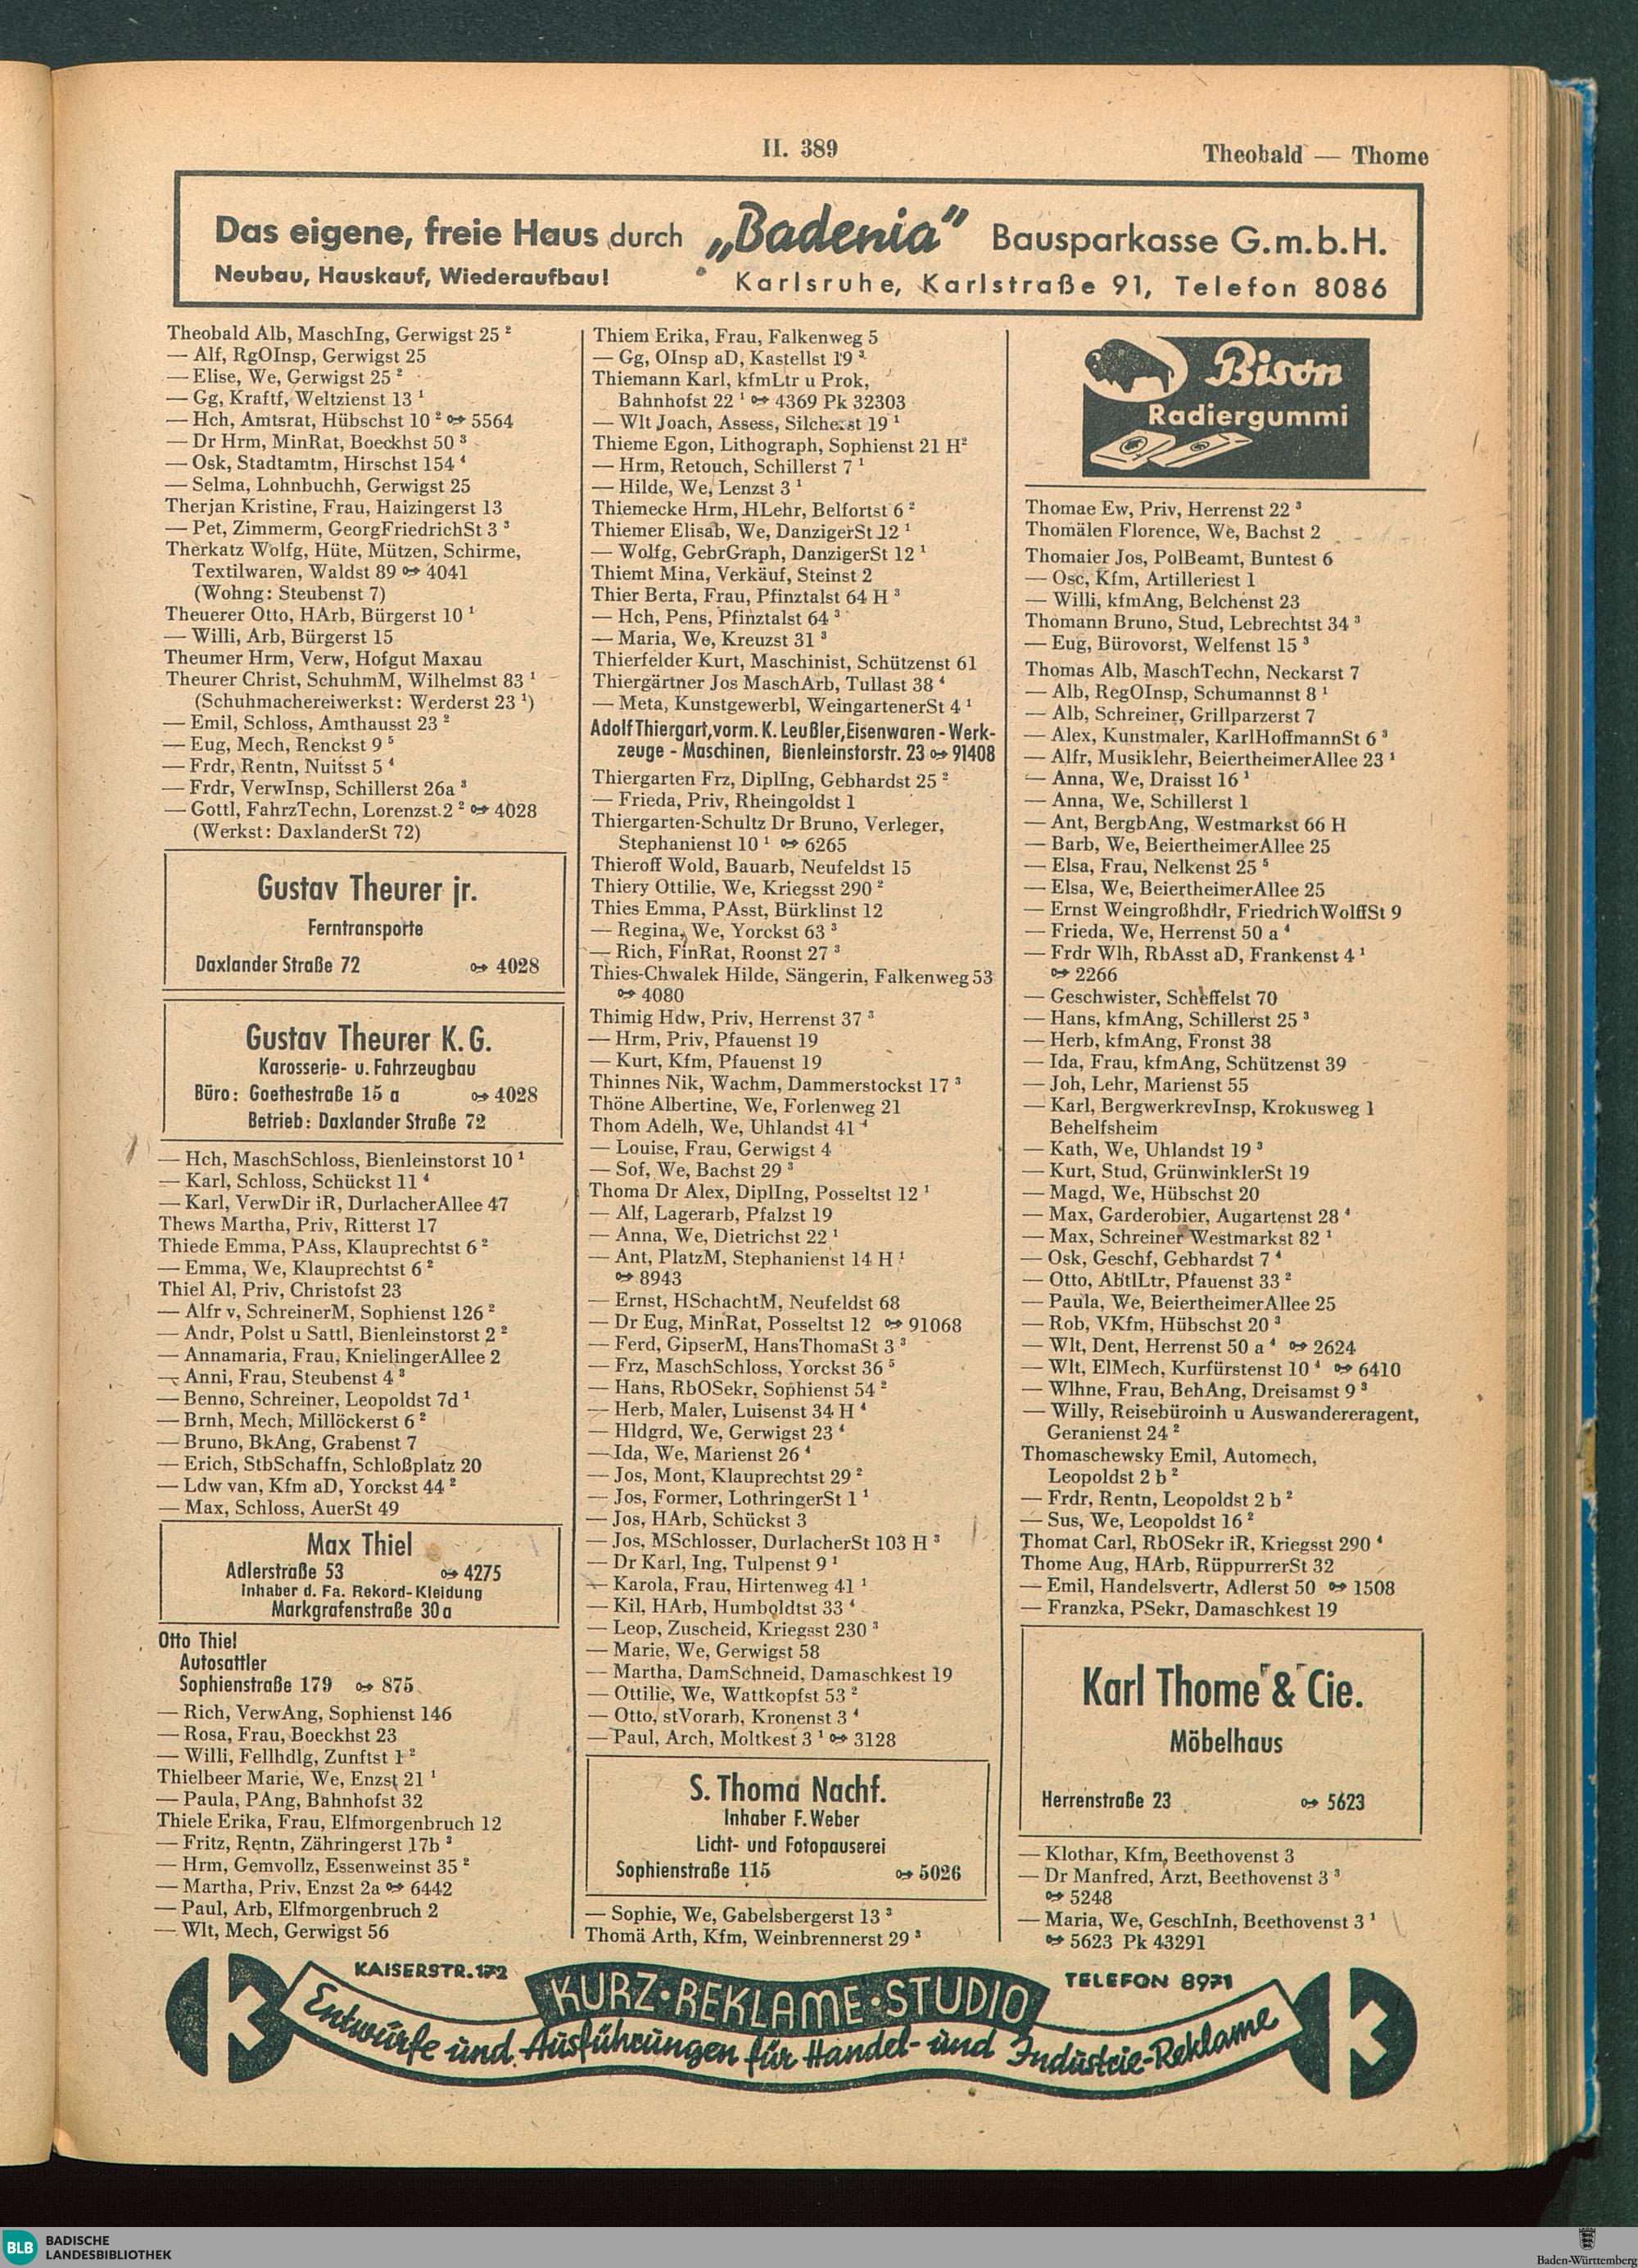 II. 389
Theobald — Thome
Das eigene, freie Haus durch „Badenia" Bausparkasse G.m.b.H.
Neubau, Hauskauf, Wiederaufbau! Karlsruhe, Karlstraße 91, Telefon 8086
Theobald Alb, MaschIng, Gerwigst 25 ²
— Alf, RgOInsp, Gerwigst 25
— Elise, We, Gerwigst 25 ²
— Gg, Kraftf, Weltzienst 13 ¹
— Hch, Amtsrat, Hübschst 10 ² 5564
— Dr Hrm, MinRat, Boeckhst 50 ³
— Osk, Stadtamtm, Hirschst 154 ⁴
— Selma, Lohnbuchh, Gerwigst 25
Therjan Kristine, Frau, Haizingerst 13
— Pet, Zimmerm, GeorgFriedrichSt 3 ³
Therkatz Wolfg, Hüte, Mützen, Schirme,
Textilwaren, Waldst 89 4041
(Wohng: Steubenst 7)
Theuerer Otto, HArb, Bürgerst 10 ¹
— Willi, Arb, Bürgerst 15
Theumer Hrm, Verw, Hofgut Maxau
Theurer Christ, SchuhmM, Wilhelmst 83 ¹
(Schuhmachereiwerkst: Werderst 23 ¹)
— Emil, Schloss, Amthausst 23 ²
— Eug, Mech, Renckst 9 ⁵
— Frdr, Rentn, Nuitsst 5 ⁴
— Frdr, VerwInsp, Schillerst 26a ³
— Gottl, FahrzTechn, Lorenzst 2 ² 4028
(Werkst: DaxlanderSt 72)
Gustav Theurer jr.
Ferntransporte
Daxlander Straße 72 4028
Gustav Theurer K. G.
Karosserie- u. Fahrzeugbau
Büro: Goethestraße 15 a 4028
Betrieb: Daxlander Straße 72
— Hch, MaschSchloss, Bienleinstorst 10 ¹
— Karl, Schloss, Schückst 11 ⁴
— Karl, VerwDir iR, DurlacherAllee 47
Thews Martha, Priv, Ritterst 17
Thiede Emma, PAss, Klauprechtst 6 ²
— Emma, We, Klauprechtst 6 ²
Thiel Al, Priv, Christofst 23
— Alfr v, SchreinerM, Sophienst 126 ²
— Andr, Polst u Sattl, Bienleinstorst 2 ²
— Annamaria, Frau, KnielingerAllee 2
— Anni, Frau, Steubenst 4 ³
— Benno, Schreiner, Leopoldst 7d ¹
— Brnh, Mech, Millöckerst 6 ²
— Bruno, BkAng, Grabenst 7
— Erich, StbSchaffn, Schloßplatz 20
— Ldw van, Kfm aD, Yorckst 44 ²
— Max, Schloss, AuerSt 49
Max Thiel
Adlerstraße 53 4275
Inhaber d. Fa. Rekord-Kleidung
Markgrafenstraße 30a
Otto Thiel
Autosattler
Sophienstraße 179 875
— Rich, VerwAng, Sophienst 146
— Rosa, Frau, Boeckhst 23
— Willi, Fellhdlg, Zunftst 1 ²
Thielbeer Marie, We, Enzst 21 ¹
— Paula, PAng, Bahnhofst 32
Thiele Erika, Frau, Elfmorgenbruch 12
— Fritz, Rentn, Zähringerst 17b ³
— Hrm, Gemvollz, Essenweinst 35 ²
— Martha, Priv, Enzst 2a 6442
— Paul, Arb, Elfmorgenbruch 2
— Wlt, Mech, Gerwigst 56
Thiem Erika, Frau, Falkenweg 5
— Gg, OInsp aD, Kastellst 19 ³
Thiemann Karl, kfmLtr u Prok,
Bahnhofst 22 ¹ 4369 Pk 32303
— Wlt Joach, Assess, Silcherst 19 ¹
Thieme Egon, Lithograph, Sophienst 21 H²
— Hrm, Retouch, Schillerst 7 ¹
— Hilde, We, Lenzst 3 ¹
Thiemecke Hrm, HLehr, Belfortst 6 ²
Thiemer Elisab, We, DanzigerSt 12 ¹
— Wolfg, GebrGraph, DanzigerSt 12 ¹
Thiemt Mina, Verkäuf, Steinst 2
Thier Berta, Frau, Pfinztalst 64 H ³
— Hch, Pens, Pfinztalst 64 ³
— Maria, We, Kreuzst 31 ³
Thierfelder Kurt, Maschinist, Schützenst 61
Thiergärtner Jos MaschArb, Tullast 38 ⁴
— Meta, Kunstgewerbl, WeingartenerSt 4 ¹
Adolf Thiergart, vorm. K. Leußler, Eisenwaren - Werk-
zeuge - Maschinen, Bienleinstorstr. 23 91408
Thiergarten Frz, DiplIng, Gebhardst 25 ²
— Frieda, Priv, Rheingoldst 1
Thiergarten-Schultz Dr Bruno, Verleger,
Stephanienst 10 ¹ 6265
Thieroff Wold, Bauarb, Neufeldst 15
Thiery Ottilie, We, Kriegsst 290 ²
Thies Emma, PAsst, Bürklinst 12
— Regina, We, Yorckst 63 ³
— Rich, FinRat, Roonst 27 ³
Thies-Chwalek Hilde, Sängerin, Falkenweg 53
4080
Thimig Hdw, Priv, Herrenst 37 ³
— Hrm, Priv, Pfauenst 19
— Kurt, Kfm, Pfauenst 19
Thinnes Nik, Wachm, Dammerstockst 17 ³
Thöne Albertine, We, Forlenweg 21
Thom Adelh, We, Uhlandst 41 ⁴
— Louise, Frau, Gerwigst 4
— Sof, We, Bachst 29 ³
Thoma Dr Alex, DiplIng, Posseltst 12 ¹
— Alf, Lagerarb, Pfalzst 19
— Anna, We, Dietrichst 22 ¹
— Ant, PlatzM, Stephanienst 14 H ¹
8943
— Ernst, HSchachtM, Neufeldst 68
— Dr Eug, MinRat, Posseltst 12 91068
— Ferd, GipserM, HansThomaSt 3 ³
— Frz, MaschSchloss, Yorckst 36 ⁵
— Hans, RbOSekr, Sophienst 54 ²
— Herb, Maler, Luisenst 34 H ⁴
— Hldgrd, We, Gerwigst 23 ⁴
— Ida, We, Marienst 26 ⁴
— Jos, Mont, Klauprechtst 29 ²
— Jos, Former, LothringerSt 1 ¹
— Jos, HArb, Schückst 3
— Jos, MSchlosser, DurlacherSt 103 H ³
— Dr Karl, Ing, Tulpenst 9 ¹
— Karola, Frau, Hirtenweg 41 ¹
— Kil, HArb, Humboldtst 33 ⁴
— Leop, Zuscheid, Kriegsst 230 ³
— Marie, We, Gerwigst 58
— Martha, DamSchneid, Damaschkest 19
— Ottilie, We, Wattkopfst 53 ²
— Otto, stVorarb, Kronenst 3 ⁴
— Paul, Arch, Moltkest 3 ¹ 3128
S. Thoma Nachf.
Inhaber F. Weber
Licht- und Fotopauserei
Sophienstraße 115 5026
— Sophie, We, Gabelsbergerst 13 ³
Thomä Arth, Kfm, Weinbrennerst 29 ³
Bison
Radiergummi
Thomae Ew, Priv, Herrenst 22 ³
Thomälen Florence, We, Bachst 2
Thomaier Jos, PolBeamt, Buntest 6
— Osc, Kfm, Artilleriest 1
— Willi, kfmAng, Belchenst 23
Thomann Bruno, Stud, Lebrechtst 34 ³
— Eug, Bürovorst, Welfenst 15 ³
Thomas Alb, MaschTechn, Neckarst 7
— Alb, RegOInsp, Schumannst 8 ¹
— Alb, Schreiner, Grillparzerst 7
— Alex, Kunstmaler, KarlHoffmannSt 6 ³
— Alfr, Musiklehr, BeiertheimerAllee 23 ¹
— Anna, We, Draisst 16 ¹
— Anna, We, Schillerst 1
— Ant, BergbAng, Westmarkst 66 H
— Barb, We, BeiertheimerAllee 25
— Elsa, Frau, Nelkenst 25 ⁵
— Elsa, We, BeiertheimerAllee 25
— Ernst Weingroßhdlr, FriedrichWolffSt 9
— Frieda, We, Herrenst 50 a ⁴
— Frdr Wlh, RbAsst aD, Frankenst 4 ¹
2266
— Geschwister, Scheffelst 70
— Hans, kfmAng, Schillerst 25 ³
— Herb, kfmAng, Fronst 38
— Ida, Frau, kfmAng, Schützenst 39
— Joh, Lehr, Marienst 55
— Karl, BergwerkrevInsp, Krokusweg 1
Behelfsheim
— Kath, We, Uhlandst 19 ³
— Kurt, Stud, GrünwinklerSt 19
— Magd, We, Hübschst 20
— Max, Garderobier, Augartenst 28 ⁴
— Max, Schreiner Westmarkst 82 ¹
— Osk, Geschf, Gebhardst 7 ⁴
— Otto, AbtlLtr, Pfauenst 33 ²
— Paula, We, BeiertheimerAllee 25
— Rob, VKfm, Hübschst 20 ³
— Wlt, Dent, Herrenst 50 a ⁴ 2624
— Wlt, ElMech, Kurfürstenst 10 ⁴ 6410
— Wlhne, Frau, BehAng, Dreisamst 9 ³
— Willy, Reisebüroinh u Auswandereragent,
Geranienst 24 ²
Thomaschewsky Emil, Automech,
Leopoldst 2 b ²
— Frdr, Rentn, Leopoldst 2 b ²
— Sus, We, Leopoldst 16 ²
Thomat Carl, RbOSekr iR, Kriegsst 290 ⁴
Thome Aug, HArb, RüppurrerSt 32
— Emil, Handelsvertr, Adlerst 50 1508
— Franzka, PSekr, Damaschkest 19
Karl Thome & Cie.
Möbelhaus
Herrenstraße 23 5623
— Klothar, Kfm, Beethovenst 3
— Dr Manfred, Arzt, Beethovenst 3 ³
5248
— Maria, We, GeschInh, Beethovenst 3 ¹
5623 Pk 43291
KAISERSTR. 172
KURZ·REKLAME·STUDIO
TELEFON 8971
Entwürfe und Ausführungen für Handel- und Industrie-Reklame
BLB BADISCHE
LANDESBIBLIOTHEK
Baden-Württemberg